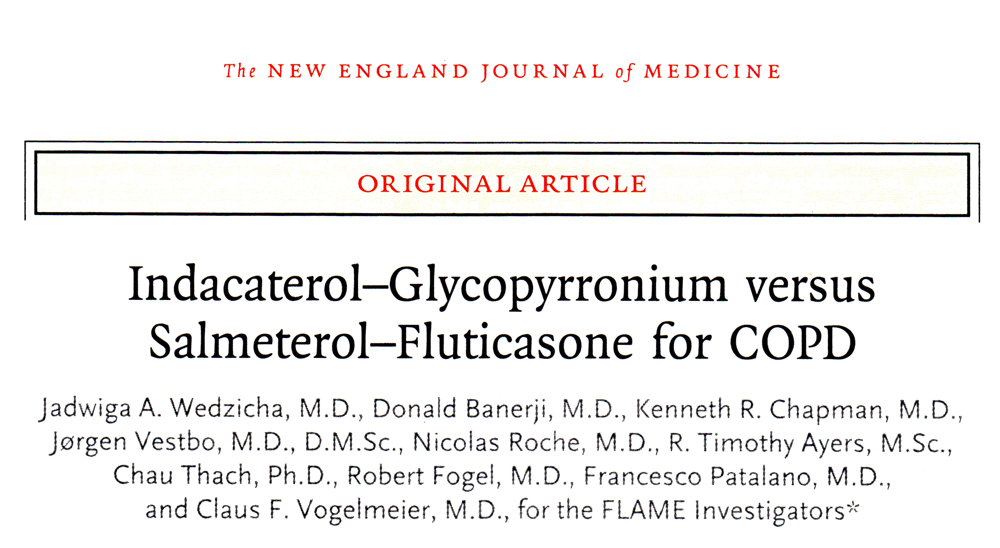 The NEW ENGLAND JOURNAL of MEDICINE
ORIGINAL ARTICLE
Indacaterol–Glycopyrronium versus
Salmeterol–Fluticasone for COPD
Jadwiga A. Wedzicha, M.D., Donald Banerji, M.D., Kenneth R. Chapman, M.D.,
Jørgen Vestbo, M.D., D.M.Sc., Nicolas Roche, M.D., R. Timothy Ayers, M.Sc.,
Chau Thach, Ph.D., Robert Fogel, M.D., Francesco Patalano, M.D.,
and Claus F. Vogelmeier, M.D., for the FLAME Investigators*